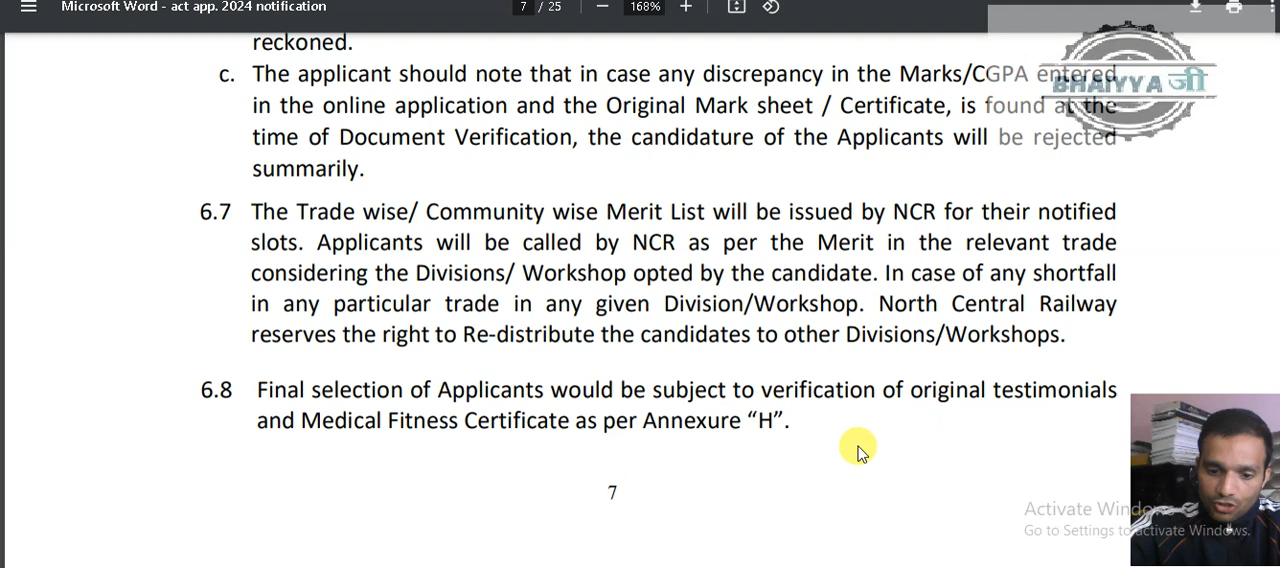 Microsoft Word - act app. 2024 notification
7 / 25
168%
reckoned.
c. The applicant should note that in case any discrepancy in the Marks/CGPA entered
in the online application and the Original Mark sheet / Certificate, is found at the
time of Document Verification, the candidature of the Applicants will be rejected
summarily.
BHAIYYA जी
6.7 The Trade wise/ Community wise Merit List will be issued by NCR for their notified
slots. Applicants will be called by NCR as per the Merit in the relevant trade
considering the Divisions/ Workshop opted by the candidate. In case of any shortfall
in any particular trade in any given Division/Workshop. North Central Railway
reserves the right to Re-distribute the candidates to other Divisions/Workshops.
6.8 Final selection of Applicants would be subject to verification of original testimonials
and Medical Fitness Certificate as per Annexure “H”.
7
Activate Windows
Go to Settings to activate Windows.